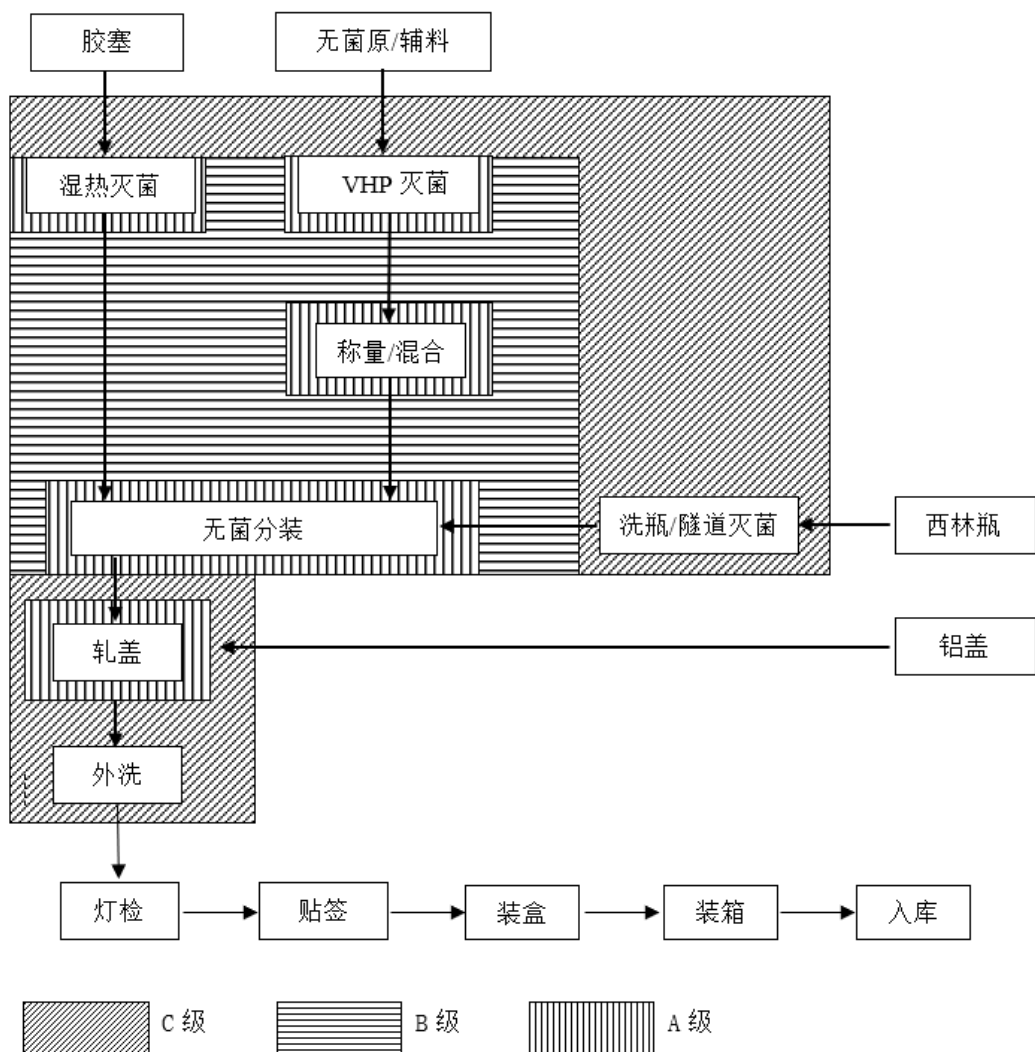 胶塞
无菌原/辅料
湿热灭菌
VHP 灭菌
称量/混合
无菌分装
洗瓶/隧道灭菌
西林瓶
轧盖
铝盖
外洗
灯检
贴签
装盒
装箱
入库
C 级
B 级
A 级